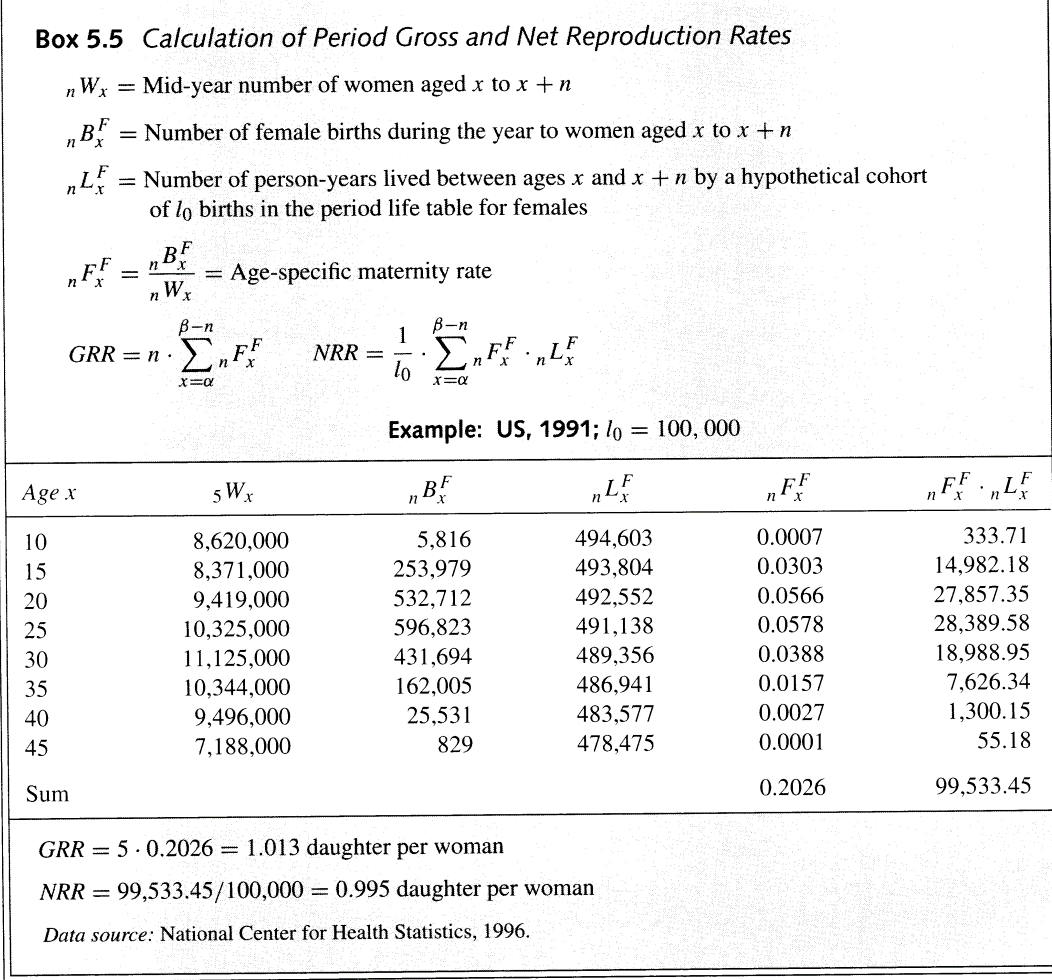 Box 5.5 Calculation of Period Gross and Net Reproduction Rates
ₙWₓ = Mid-year number of women aged x to x + n
ₙBₓᶠ = Number of female births during the year to women aged x to x + n
ₙLₓᶠ = Number of person-years lived between ages x and x + n by a hypothetical cohort
of l₀ births in the period life table for females
ₙFₓᶠ = ₙBₓᶠ / ₙWₓ = Age-specific maternity rate
GRR = n · Σ_{x=α}^{β−n} ₙFₓᶠ NRR = 1/l₀ · Σ_{x=α}^{β−n} ₙFₓᶠ · ₙLₓᶠ
Example: US, 1991; l₀ = 100, 000
Age x ₅Wₓ ₙBₓᶠ ₙLₓᶠ ₙFₓᶠ ₙFₓᶠ · ₙLₓᶠ
10 8,620,000 5,816 494,603 0.0007 333.71
15 8,371,000 253,979 493,804 0.0303 14,982.18
20 9,419,000 532,712 492,552 0.0566 27,857.35
25 10,325,000 596,823 491,138 0.0578 28,389.58
30 11,125,000 431,694 489,356 0.0388 18,988.95
35 10,344,000 162,005 486,941 0.0157 7,626.34
40 9,496,000 25,531 483,577 0.0027 1,300.15
45 7,188,000 829 478,475 0.0001 55.18
Sum 0.2026 99,533.45
GRR = 5 · 0.2026 = 1.013 daughter per woman
NRR = 99,533.45/100,000 = 0.995 daughter per woman
Data source: National Center for Health Statistics, 1996.